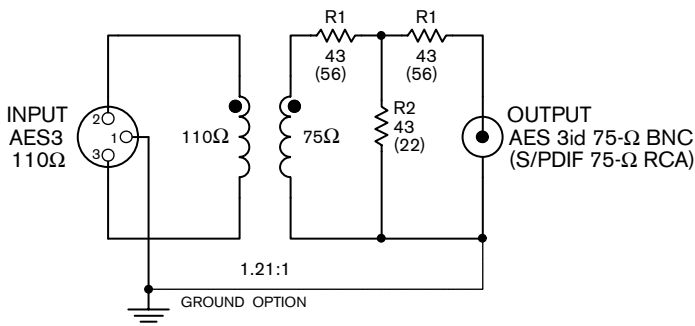 R1
43
(56)
R1
43
(56)
R2
43
(22)
INPUT
AES3
110Ω
2
1
3
110Ω
75Ω
OUTPUT
AES 3id 75-Ω BNC
(S/PDIF 75-Ω RCA)
1.21:1
GROUND OPTION